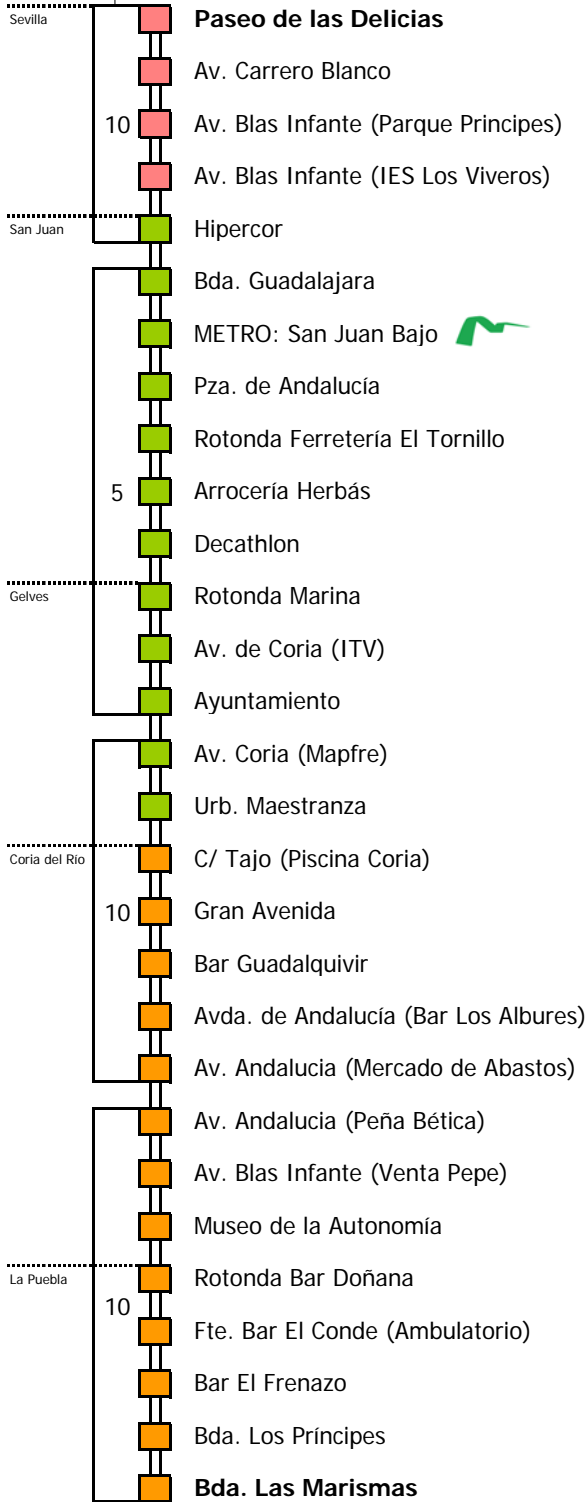 Sevilla
Paseo de las Delicias
Av. Carrero Blanco
10
Av. Blas Infante (Parque Principes)
Av. Blas Infante (IES Los Viveros)
San Juan
Hipercor
Bda. Guadalajara
METRO: San Juan Bajo
Pza. de Andalucía
Rotonda Ferretería El Tornillo
5
Arrocería Herbás
Decathlon
Gelves
Rotonda Marina
Av. de Coria (ITV)
Ayuntamiento
Av. Coria (Mapfre)
Urb. Maestranza
Coria del Río
C/ Tajo (Piscina Coria)
10
Gran Avenida
Bar Guadalquivir
Avda. de Andalucía (Bar Los Albures)
Av. Andalucia (Mercado de Abastos)
Av. Andalucia (Peña Bética)
Av. Blas Infante (Venta Pepe)
Museo de la Autonomía
La Puebla
Rotonda Bar Doñana
10
Fte. Bar El Conde (Ambulatorio)
Bar El Frenazo
Bda. Los Príncipes
Bda. Las Marismas